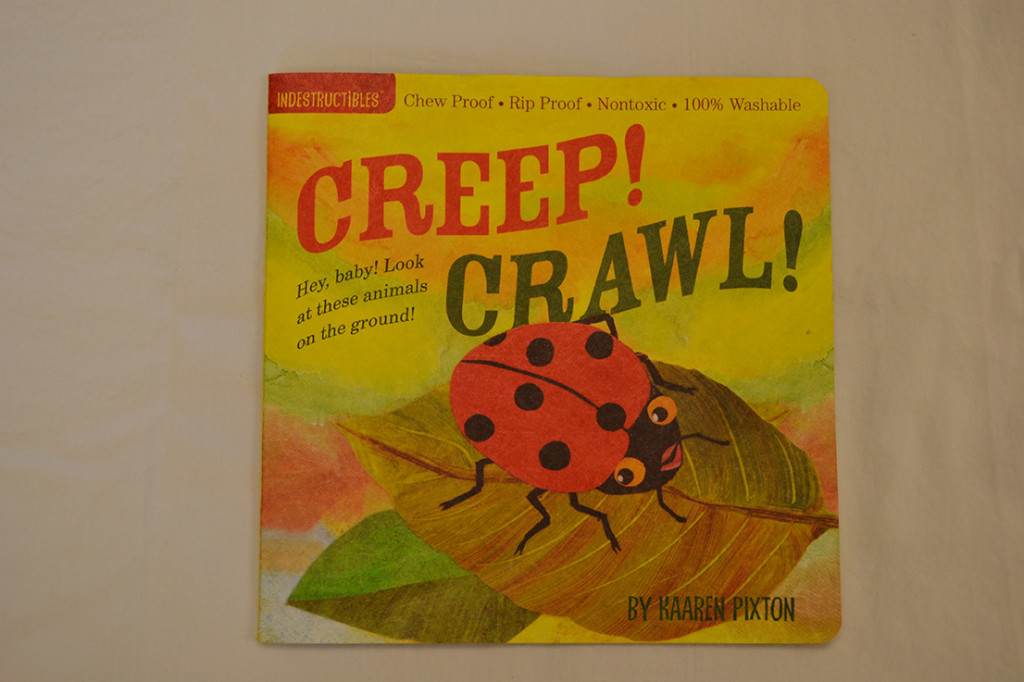 INDESTRUCTIBLES®
Chew Proof • Rip Proof • Nontoxic • 100% Washable
CREEP!
CRAWL!
Hey, baby! Look
at these animals
on the ground!
BY KAAREN PIXTON